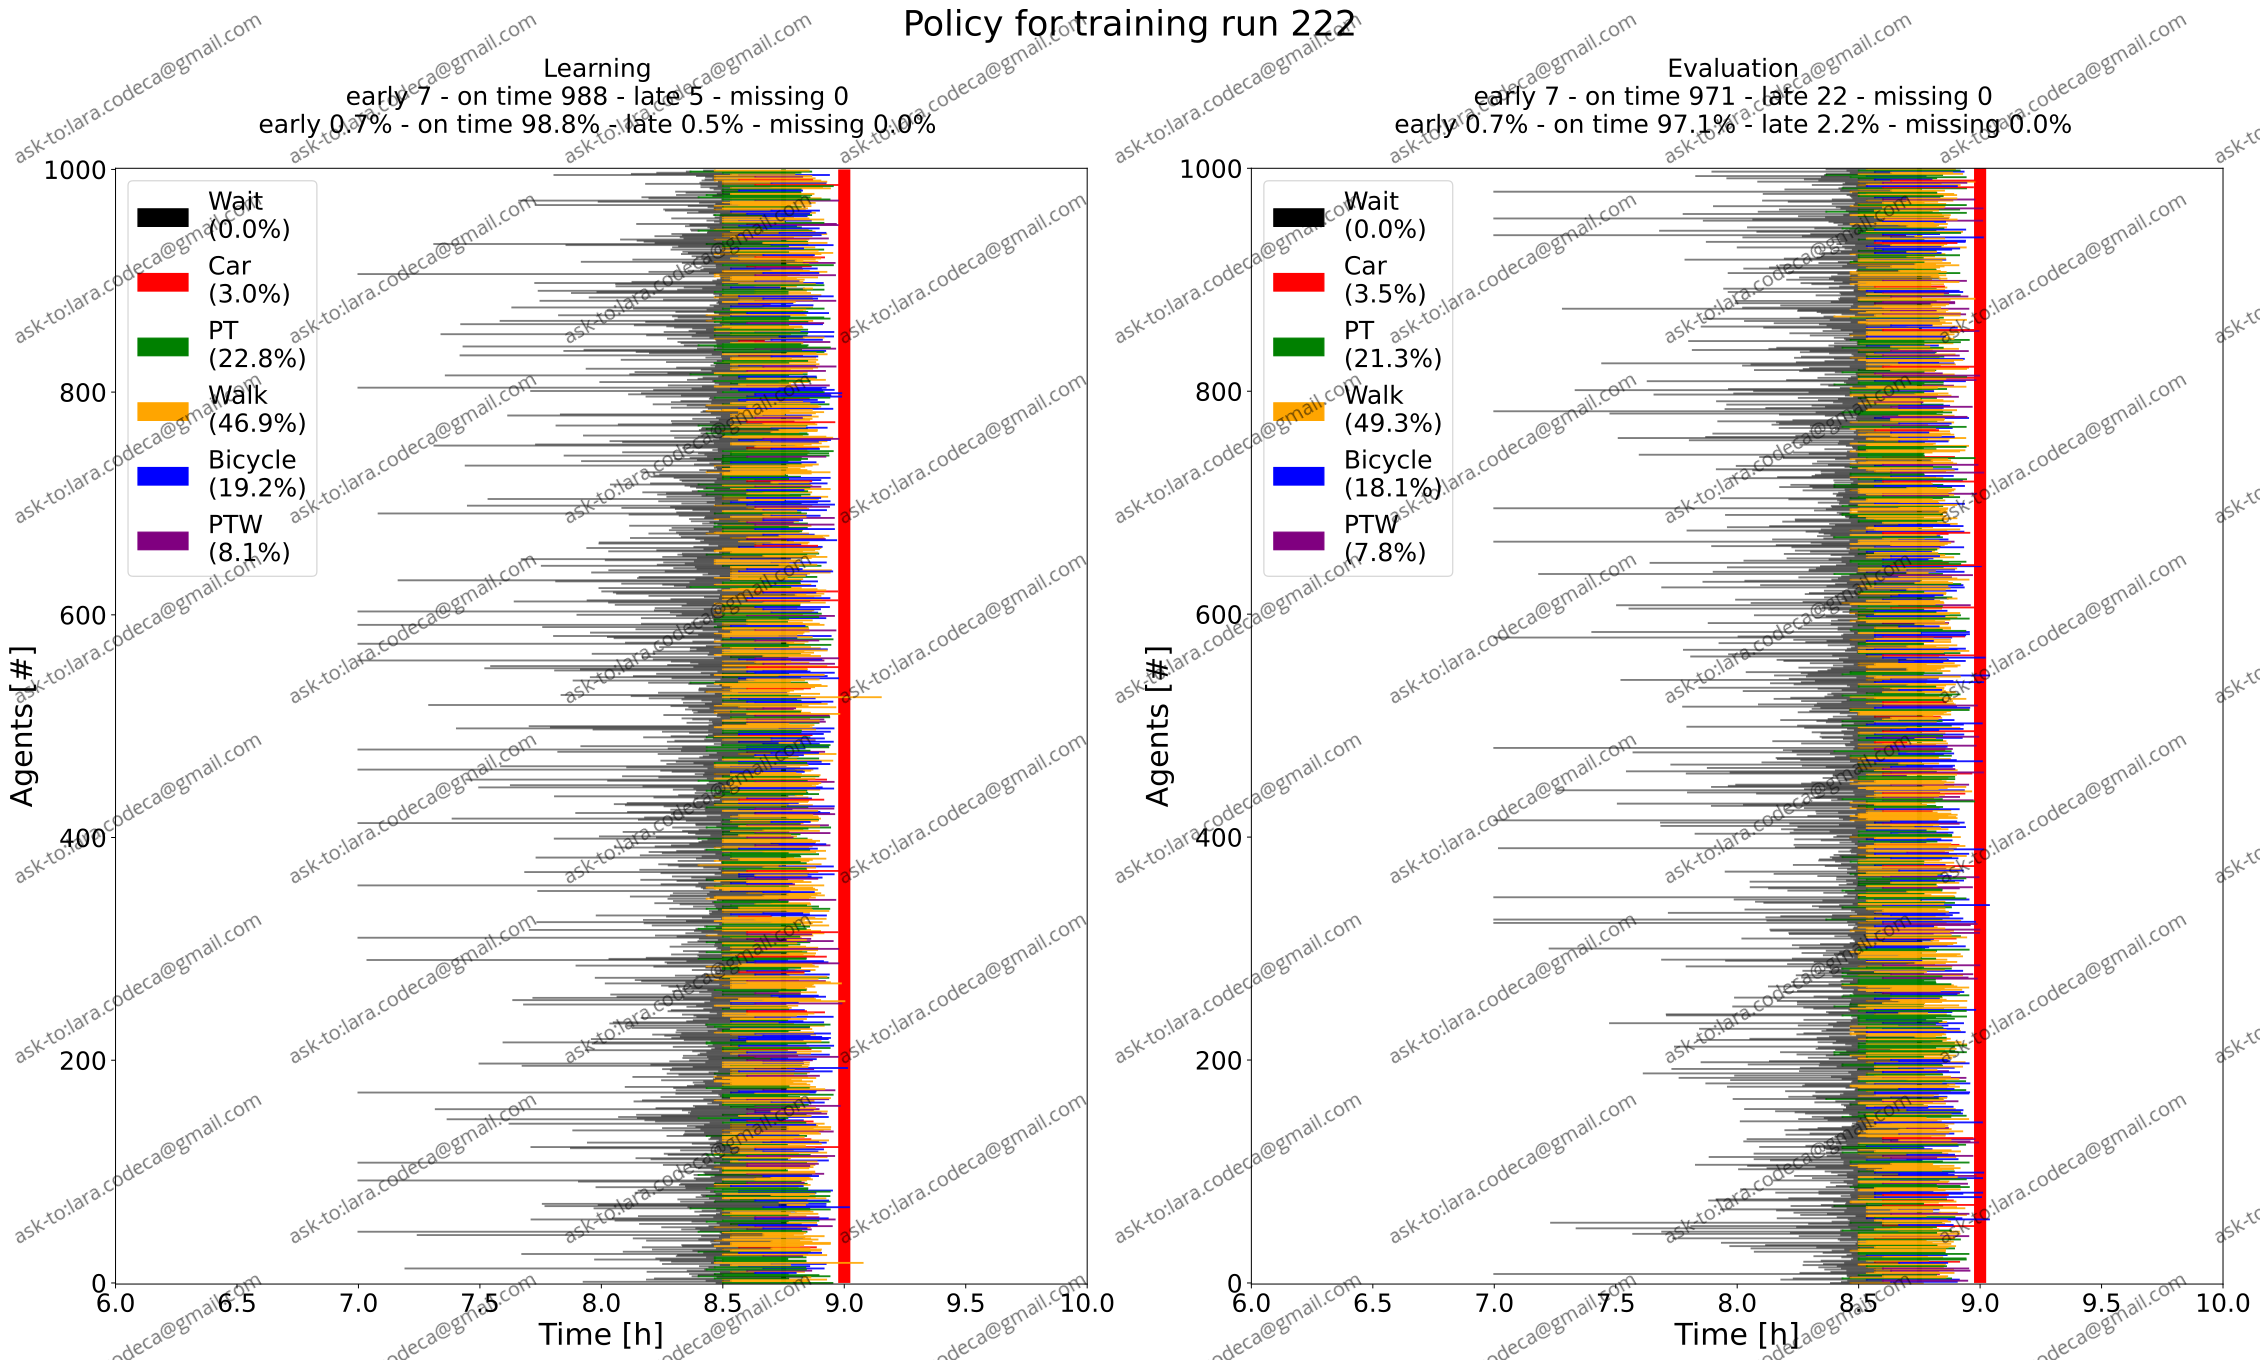 Policy for training run 222
Learning
early 7 - on time 988 - late 5 - missing 0
early 0.7% - on time 98.8% - late 0.5% - missing 0.0%
1000
800
600
400
200
0
Agents [#]
Wait
(0.0%)
Car
(3.0%)
PT
(22.8%)
Walk
(46.9%)
Bicycle
(19.2%)
PTW
(8.1%)
6.0 6.5 7.0 7.5 8.0 8.5 9.0 9.5 10.0
Time [h]
Evaluation
early 7 - on time 971 - late 22 - missing 0
early 0.7% - on time 97.1% - late 2.2% - missing 0.0%
1000
800
600
400
200
0
Agents [#]
Wait
(0.0%)
Car
(3.5%)
PT
(21.3%)
Walk
(49.3%)
Bicycle
(18.1%)
PTW
(7.8%)
6.0 6.5 7.0 7.5 8.0 8.5 9.0 9.5 10.0
Time [h]
ask-to:lara.codeca@gmail.com